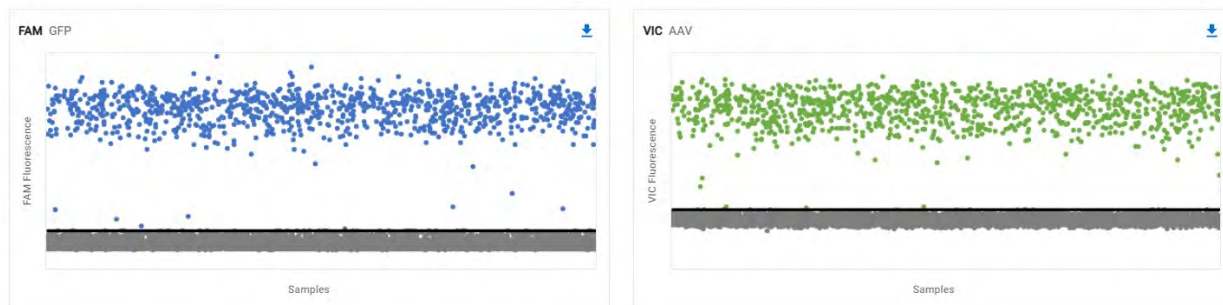 FAM GFP
FAM Fluorescence
Samples
VIC AAV
VIC Fluorescence
Samples